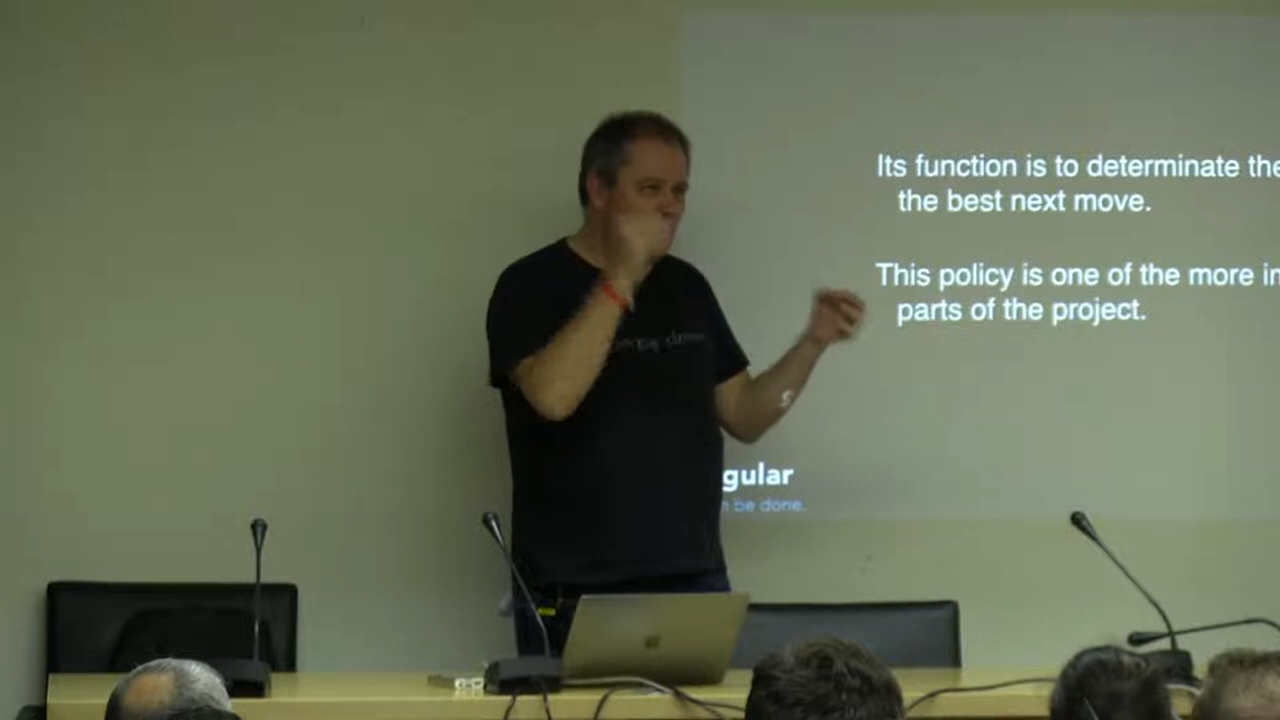 Its function is to determinate the
the best next move.
This policy is one of the more
parts of the project.
gular
be done.